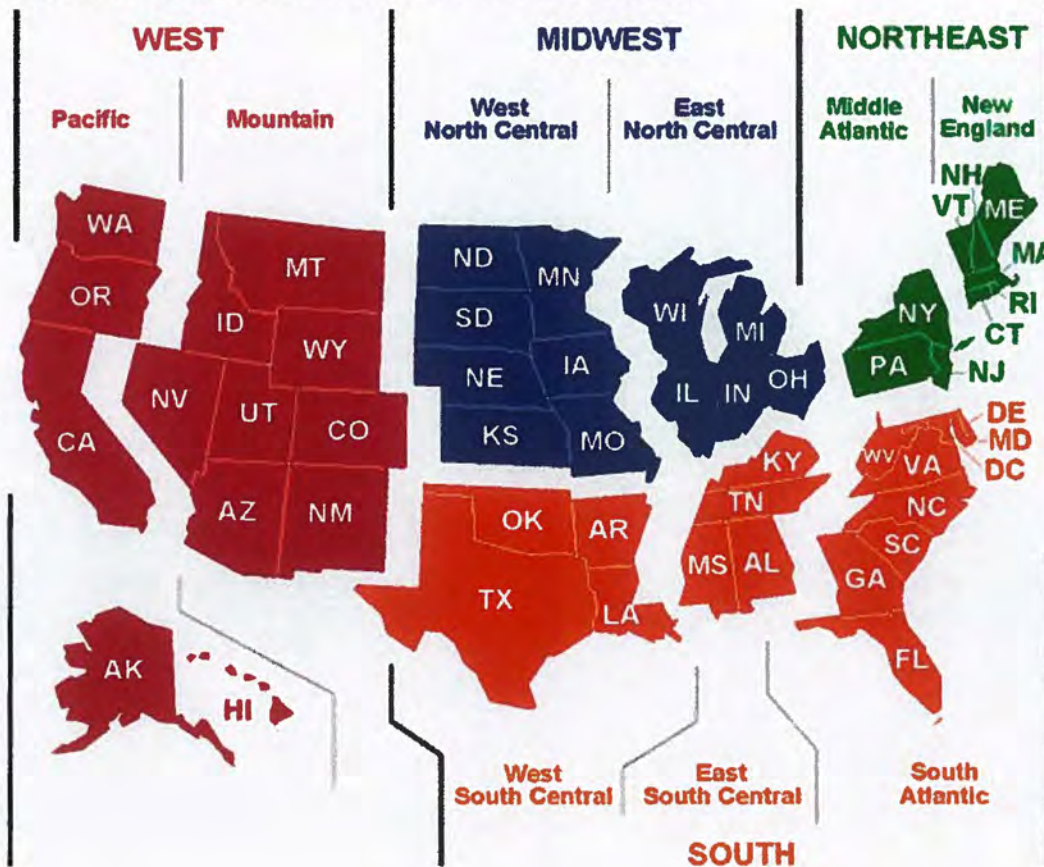 WEST
MIDWEST
NORTHEAST
Pacific
Mountain
West
North Central
East
North Central
Middle
Atlantic
New
England
WA
OR
CA
MT
ID
WY
NV
UT
CO
AZ
NM
AK
HI
ND
MN
SD
NE
IA
KS
MO
WI
MI
IL
IN
OH
NH
VT
ME
MA
RI
CT
NY
PA
NJ
DE
MD
DC
WV
VA
NC
SC
GA
FL
KY
TN
MS
AL
OK
AR
TX
LA
West
South Central
East
South Central
South
Atlantic
SOUTH